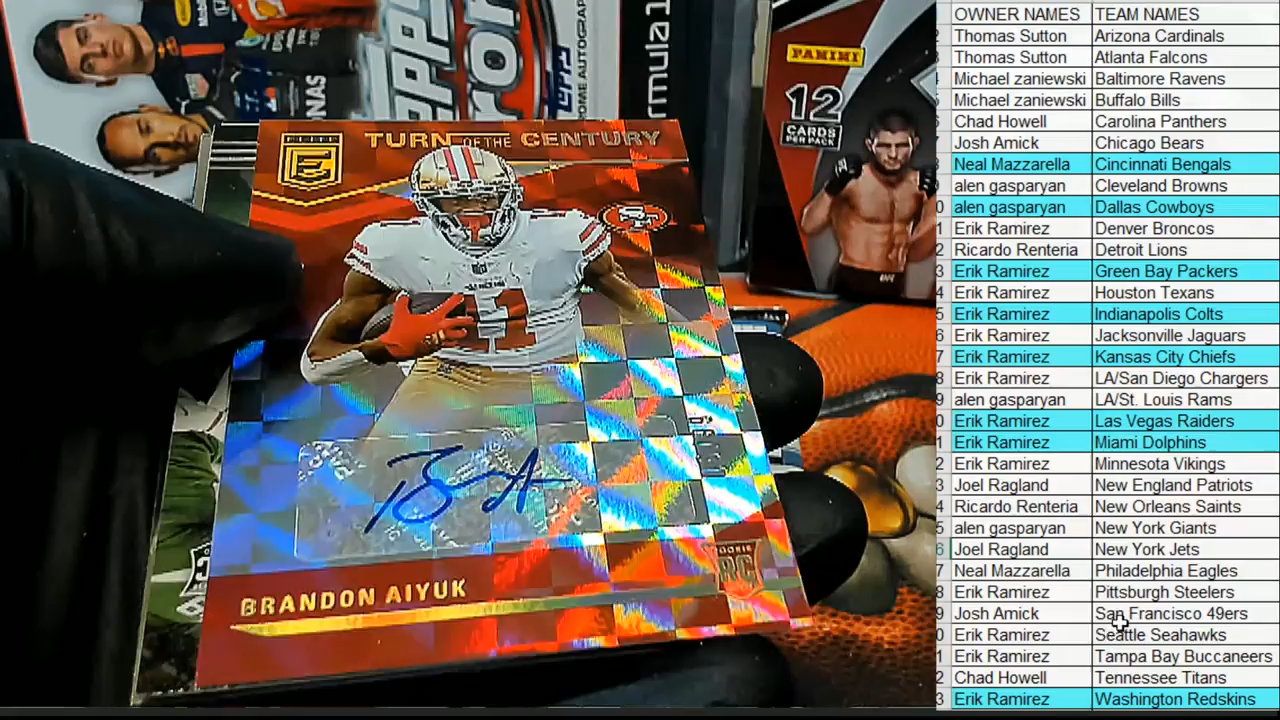 OWNER NAMES TEAM NAMES
Thomas Sutton Arizona Cardinals
Thomas Sutton Atlanta Falcons
Michael zaniewski Baltimore Ravens
Michael zaniewski Buffalo Bills
Chad Howell Carolina Panthers
Josh Amick Chicago Bears
Neal Mazzarella Cincinnati Bengals
alen gasparyan Cleveland Browns
alen gasparyan Dallas Cowboys
Erik Ramirez Denver Broncos
Ricardo Renteria Detroit Lions
Erik Ramirez Green Bay Packers
Erik Ramirez Houston Texans
Erik Ramirez Indianapolis Colts
Erik Ramirez Jacksonville Jaguars
Erik Ramirez Kansas City Chiefs
Erik Ramirez LA/San Diego Chargers
alen gasparyan LA/St. Louis Rams
Erik Ramirez Las Vegas Raiders
Erik Ramirez Miami Dolphins
Erik Ramirez Minnesota Vikings
Joel Ragland New England Patriots
Ricardo Renteria New Orleans Saints
alen gasparyan New York Giants
Joel Ragland New York Jets
Neal Mazzarella Philadelphia Eagles
Erik Ramirez Pittsburgh Steelers
Josh Amick San Francisco 49ers
Erik Ramirez Seattle Seahawks
Erik Ramirez Tampa Bay Buccaneers
Chad Howell Tennessee Titans
Erik Ramirez Washington Redskins
ELITE
E
TURN OF THE CENTURY
SF
11
BRANDON AIYUK
ROOKIE
RC
PANINI
12
CARDS
PER PACK
UFC